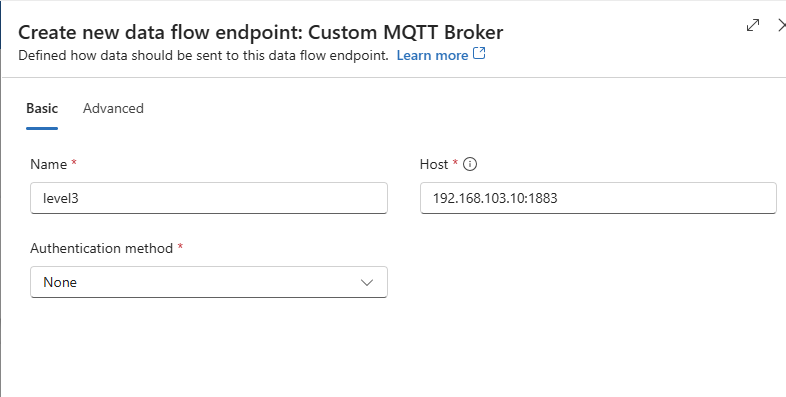 Create new data flow endpoint: Custom MQTT Broker
Defined how data should be sent to this data flow endpoint. Learn more
Basic Advanced
Name * Host *
level3 192.168.103.10:1883
Authentication method *
None